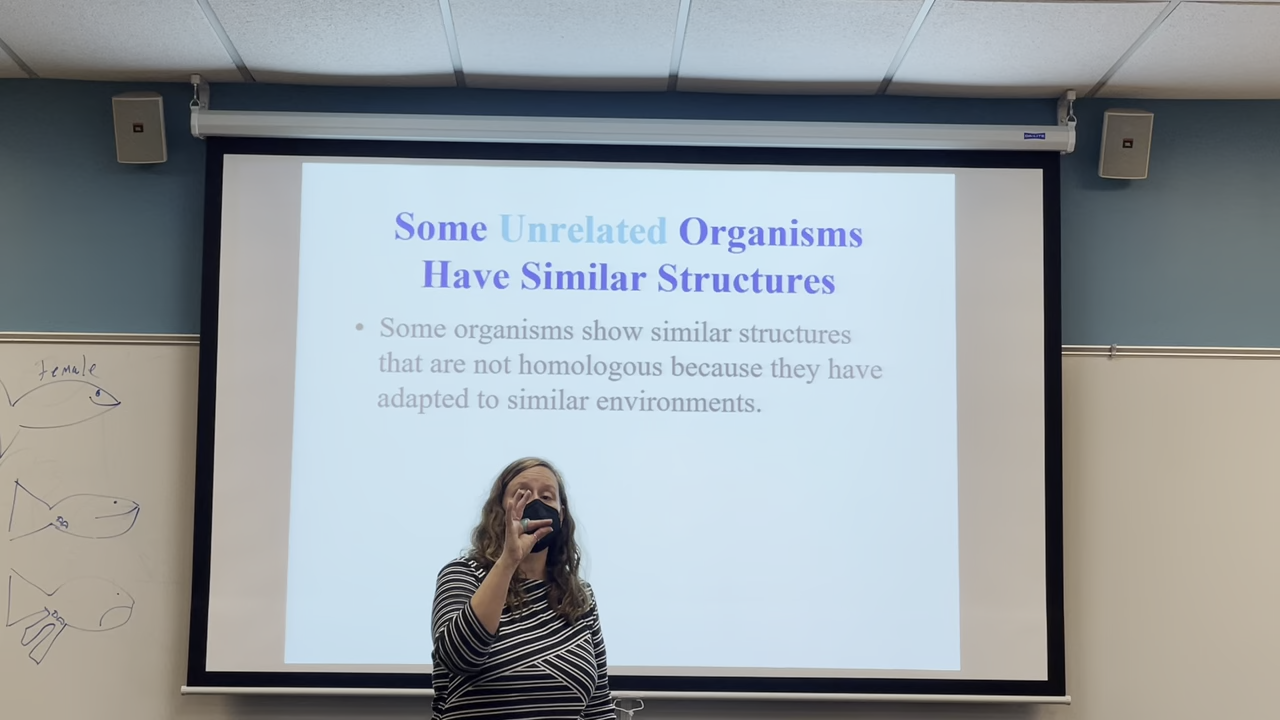 Some Unrelated Organisms
Have Similar Structures
• Some organisms show similar structures
that are not homologous because they have
adapted to similar environments.
Female